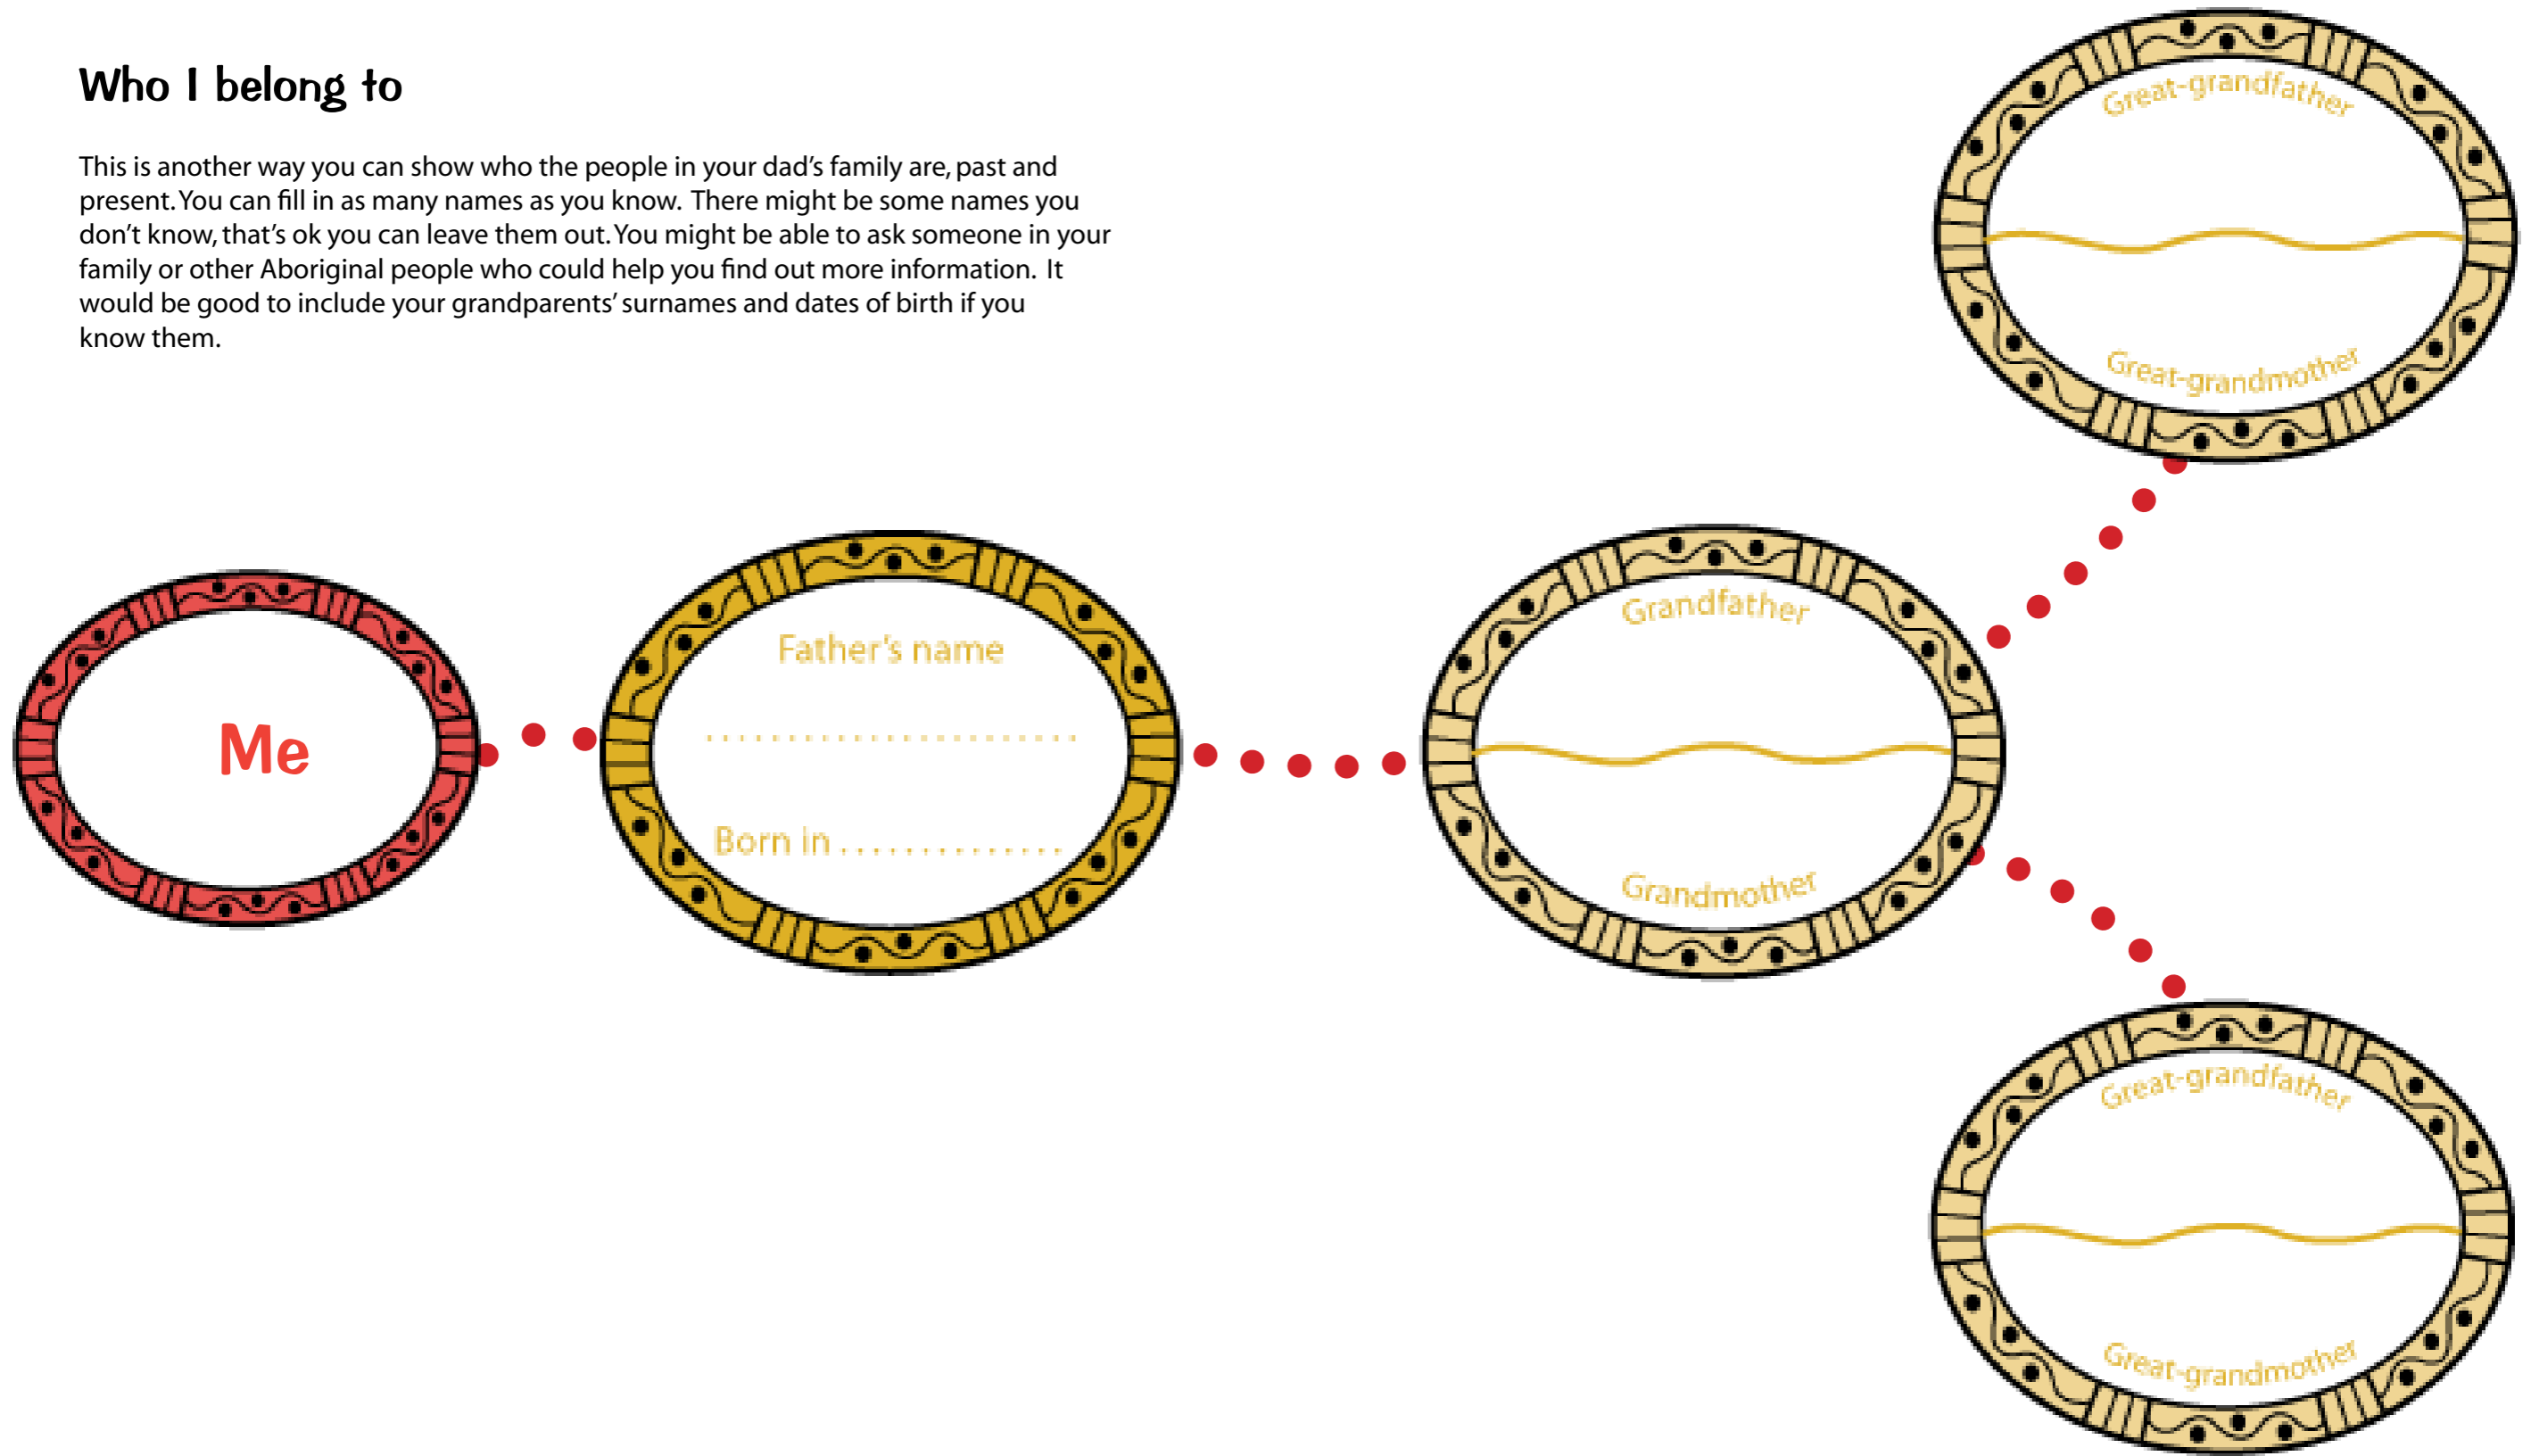 Who I belong to
This is another way you can show who the people in your dad's family are, past and
present. You can fill in as many names as you know. There might be some names you
don't know, that's ok you can leave them out. You might be able to ask someone in your
family or other Aboriginal people who could help you find out more information. It
would be good to include your grandparents' surnames and dates of birth if you
know them.
Great-grandfather
Great-grandmother
Me
Father's name
................................
Born in ..............
Grandfather
Grandmother
Great-grandfather
Great-grandmother